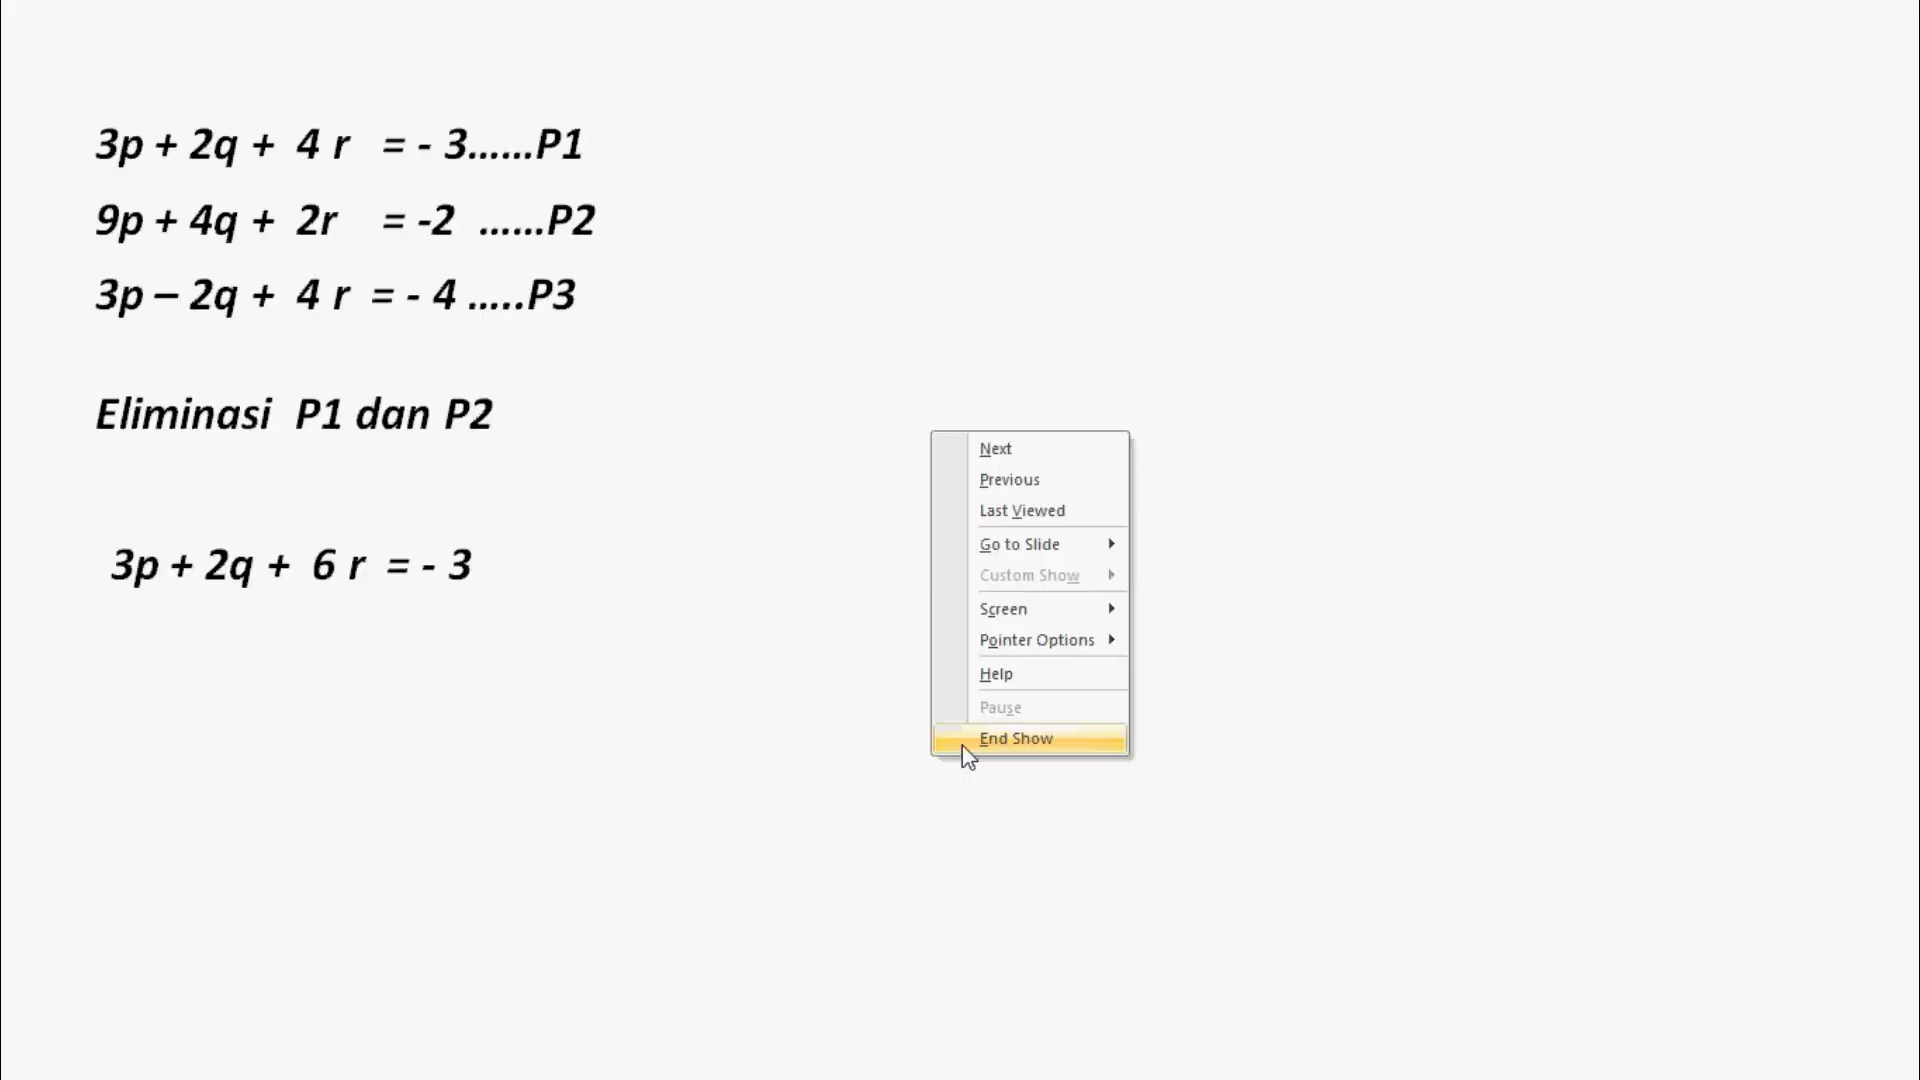 3p + 2q + 4 r = - 3......P1
9p + 4q + 2r = -2 ......P2
3p – 2q + 4 r = - 4 .....P3
Eliminasi P1 dan P2
3p + 2q + 6 r = - 3
Next
Previous
Last Viewed
Go to Slide
Custom Show
Screen
Pointer Options
Help
Pause
End Show